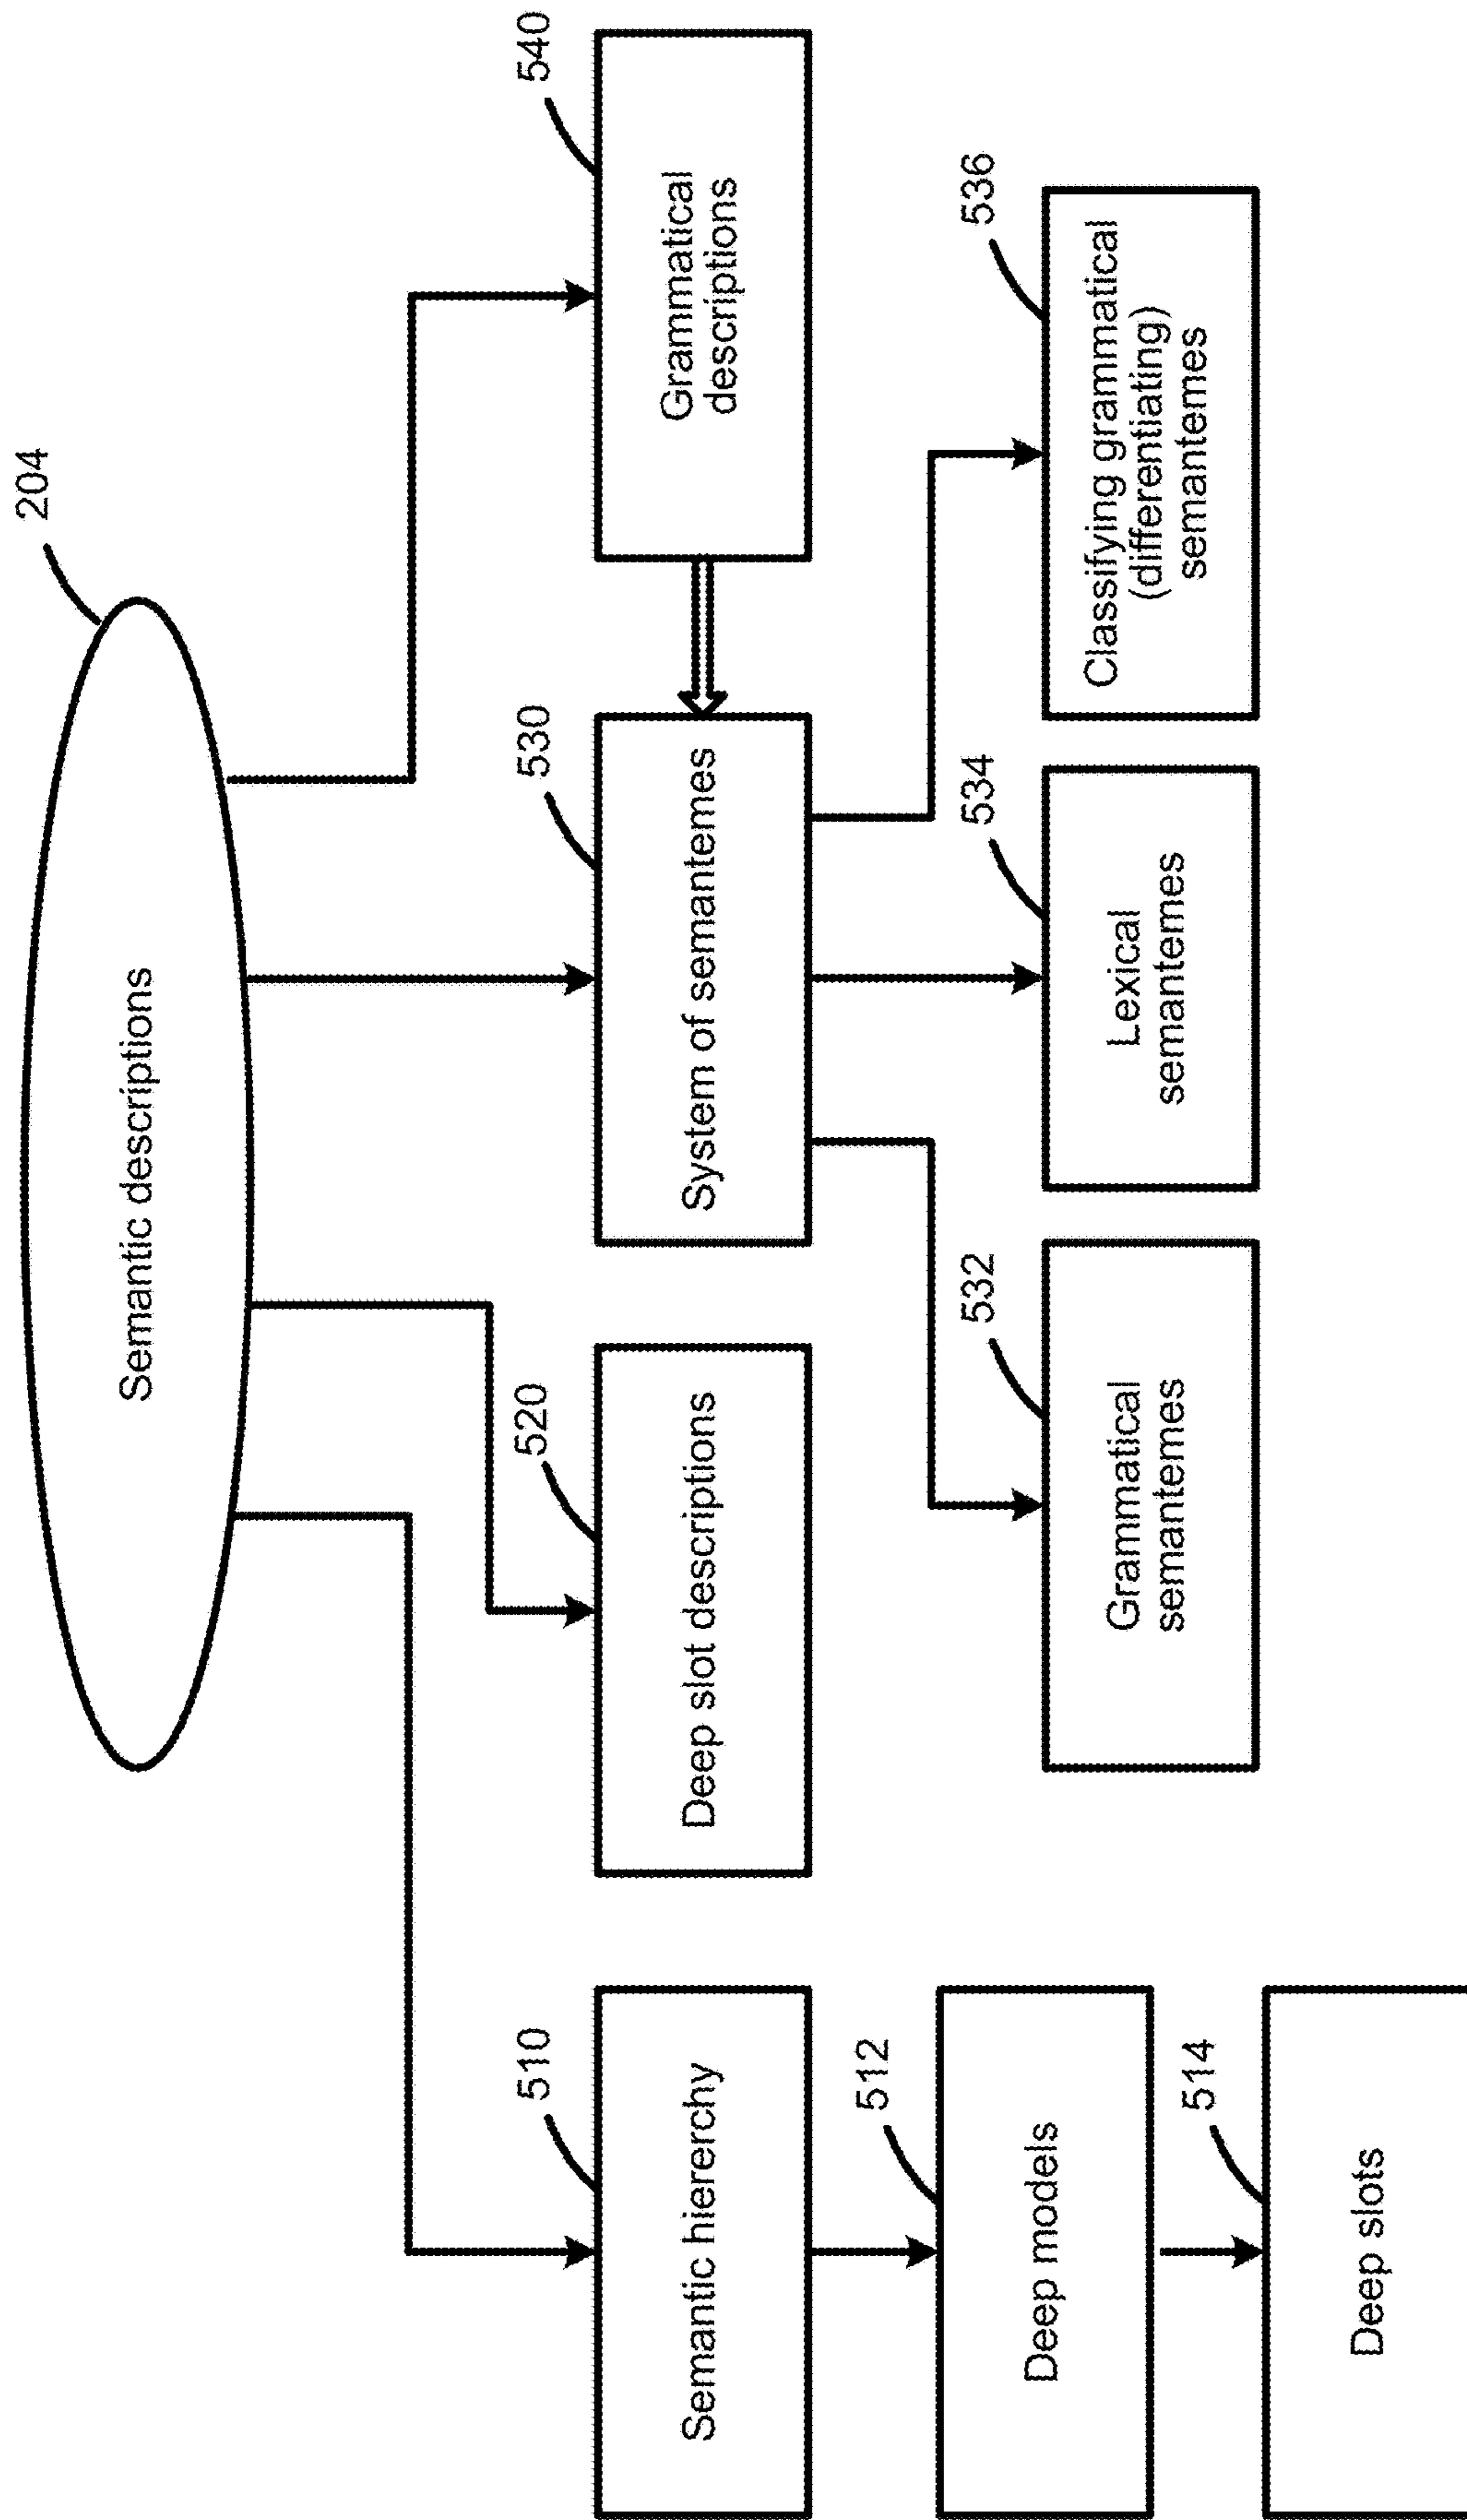 204
Semantic descriptions
510
Semantic hiererchy
520
Deep slot descriptions
530
System of semantemes
540
Grammatical
descriptions
512
Deep models
532
Grammatical
semantemes
534
Lexical
semantemes
536
Classifying grammatical
(differentiating)
semantemes
514
Deep slots